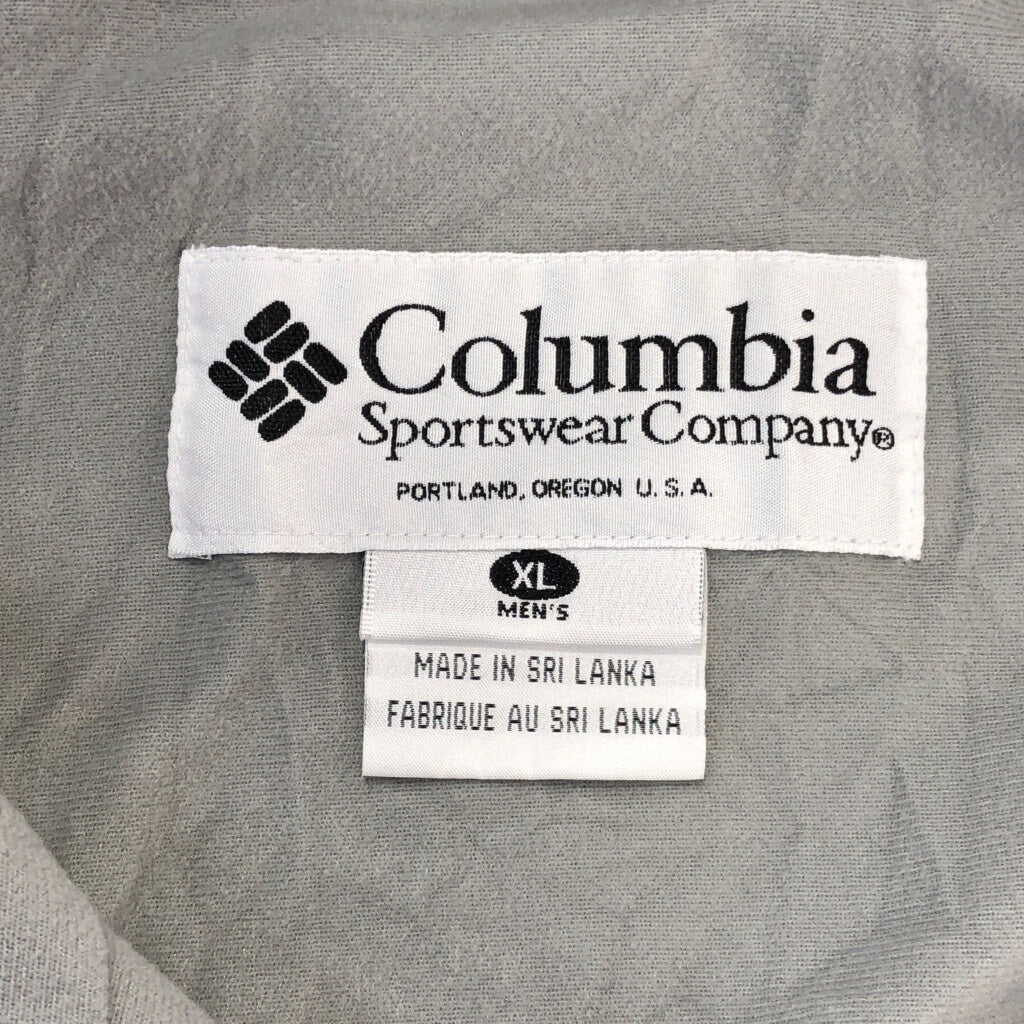 Columbia
Sportswear Company®
PORTLAND, OREGON U.S.A.
XL
MEN'S
MADE IN SRI LANKA
FABRIQUE AU SRI LANKA